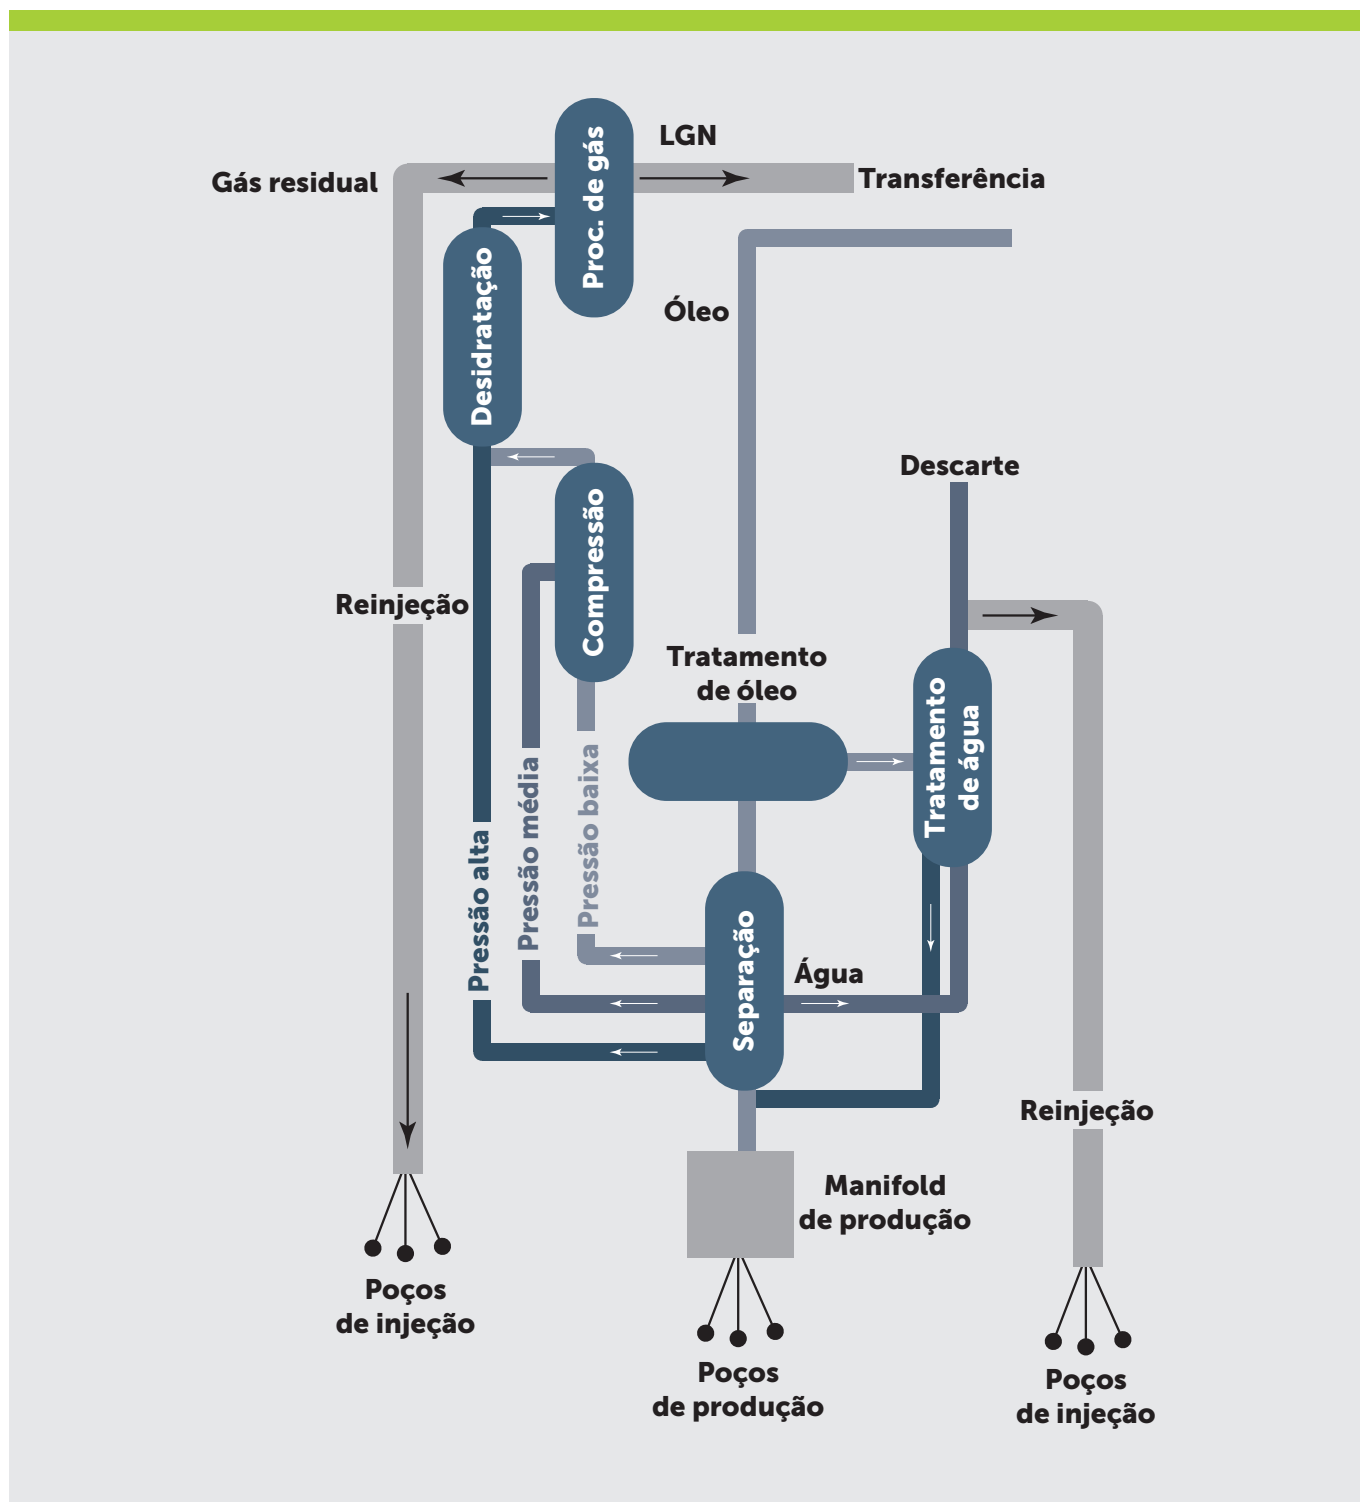 LGN
Gás residual
Proc. de gás
Transferência
Desidratação
Óleo
Descarte
Compressão
Reinjeção
Tratamento
de óleo
Tratamento
de água
Pressão alta
Pressão média
Pressão baixa
Separação
Água
Reinjeção
Manifold
de produção
Poços
de injeção
Poços
de produção
Poços
de injeção